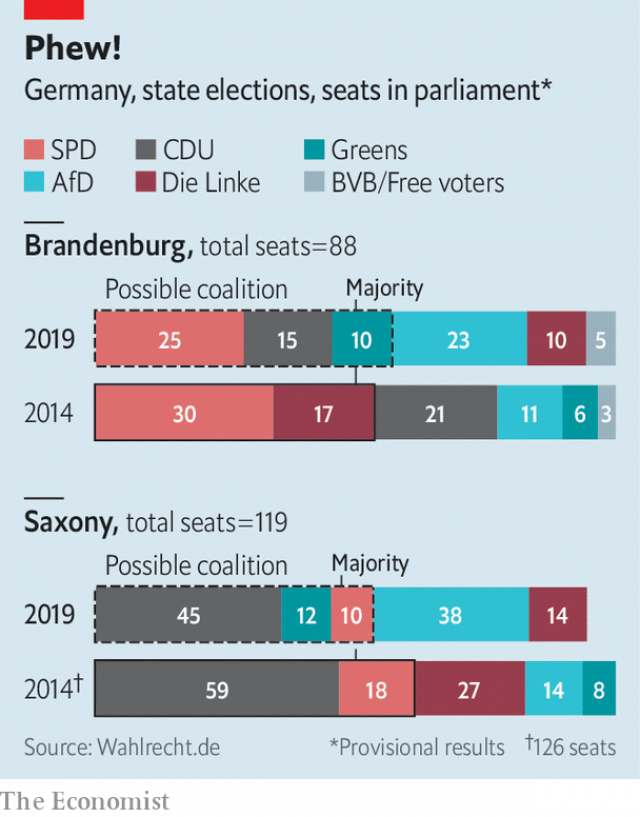 Phew!
Germany, state elections, seats in parliament*
SPD CDU Greens
AfD Die Linke BVB/Free voters
Brandenburg, total seats=88
Possible coalition Majority
2019 25 15 10 23 10 5
2014 30 17 21 11 6 3
Saxony, total seats=119
Possible coalition Majority
2019 45 12 10 38 14
2014† 59 18 27 14 8
Source: Wahlrecht.de *Provisional results †126 seats
The Economist